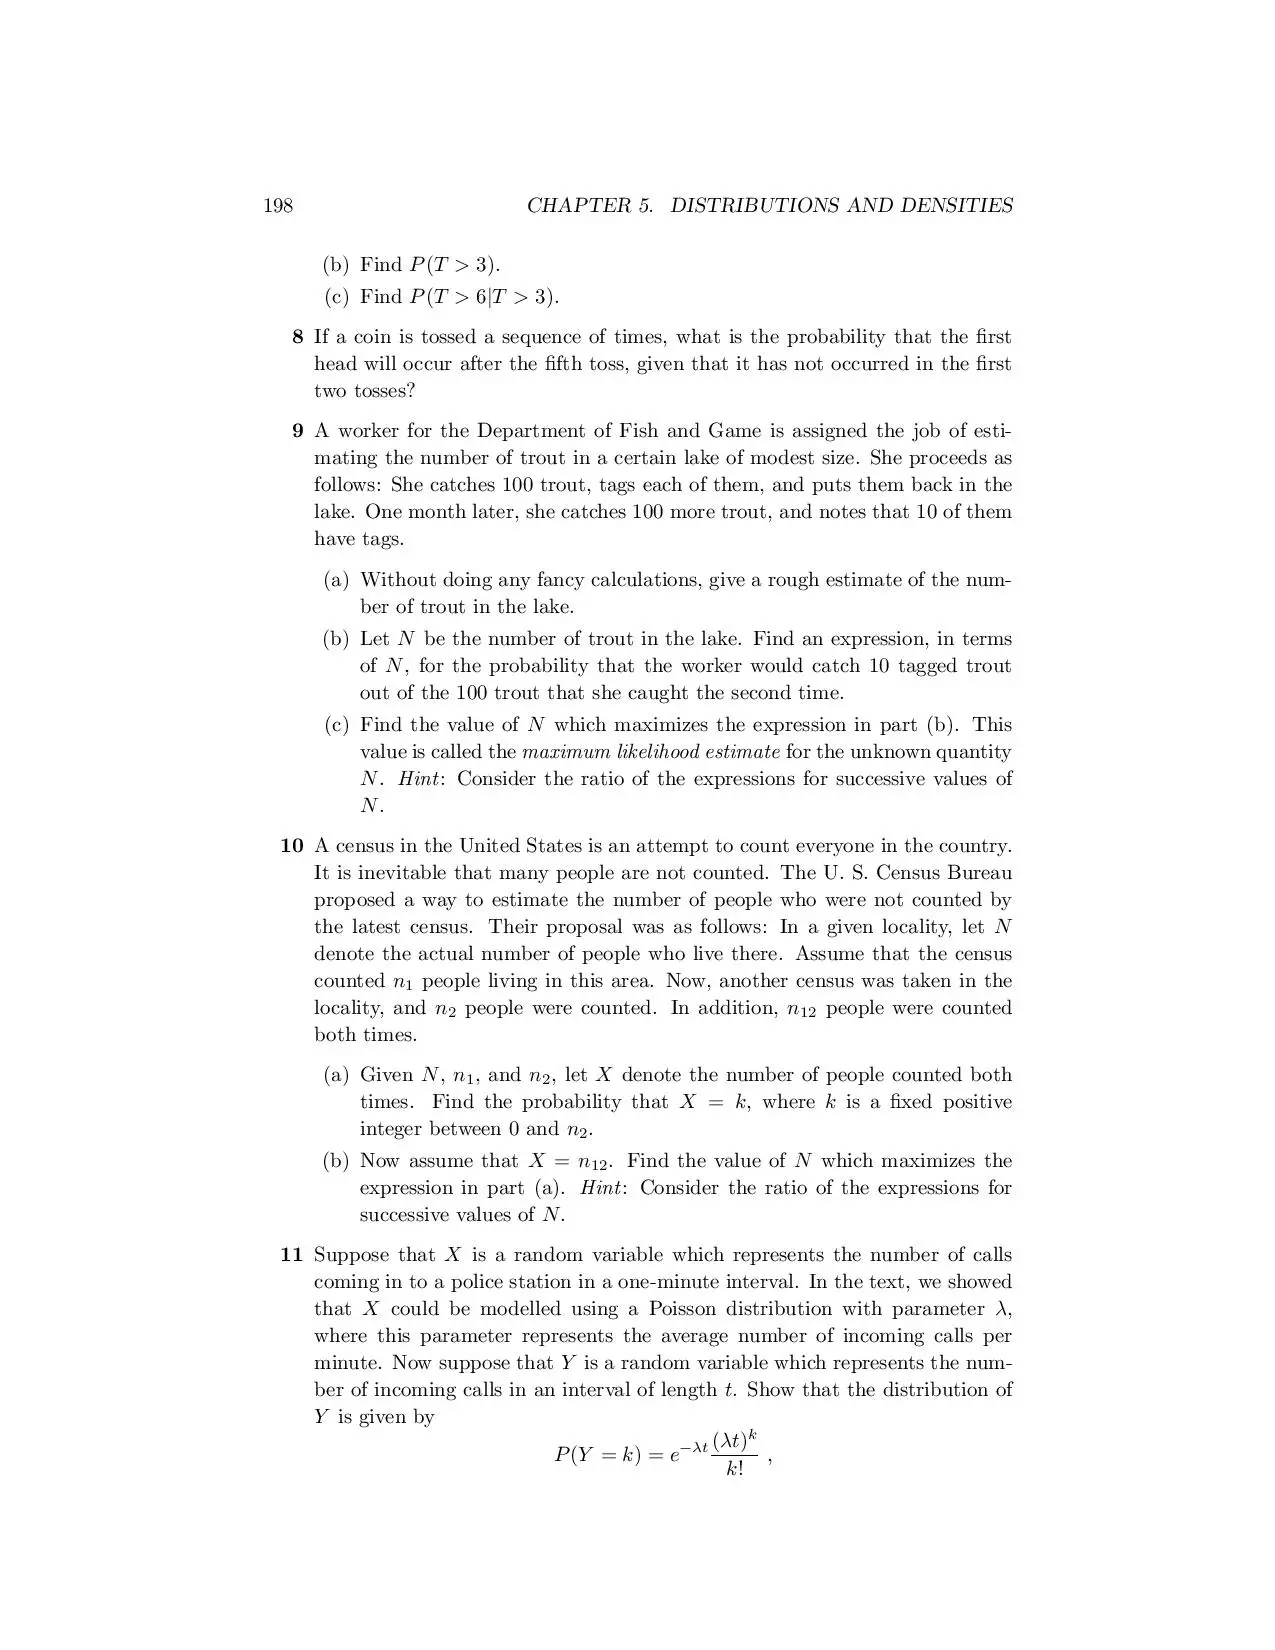 198 CHAPTER 5. DISTRIBUTIONS AND DENSITIES
(b) Find P(T > 3).
(c) Find P(T > 6|T > 3).
8 If a coin is tossed a sequence of times, what is the probability that the first
head will occur after the fifth toss, given that it has not occurred in the first
two tosses?
9 A worker for the Department of Fish and Game is assigned the job of esti-
mating the number of trout in a certain lake of modest size. She proceeds as
follows: She catches 100 trout, tags each of them, and puts them back in the
lake. One month later, she catches 100 more trout, and notes that 10 of them
have tags.
(a) Without doing any fancy calculations, give a rough estimate of the num-
ber of trout in the lake.
(b) Let N be the number of trout in the lake. Find an expression, in terms
of N, for the probability that the worker would catch 10 tagged trout
out of the 100 trout that she caught the second time.
(c) Find the value of N which maximizes the expression in part (b). This
value is called the maximum likelihood estimate for the unknown quantity
N. Hint: Consider the ratio of the expressions for successive values of
N.
10 A census in the United States is an attempt to count everyone in the country.
It is inevitable that many people are not counted. The U. S. Census Bureau
proposed a way to estimate the number of people who were not counted by
the latest census. Their proposal was as follows: In a given locality, let N
denote the actual number of people who live there. Assume that the census
counted n₁ people living in this area. Now, another census was taken in the
locality, and n₂ people were counted. In addition, n₁₂ people were counted
both times.
(a) Given N, n₁, and n₂, let X denote the number of people counted both
times. Find the probability that X = k, where k is a fixed positive
integer between 0 and n₂.
(b) Now assume that X = n₁₂. Find the value of N which maximizes the
expression in part (a). Hint: Consider the ratio of the expressions for
successive values of N.
11 Suppose that X is a random variable which represents the number of calls
coming in to a police station in a one-minute interval. In the text, we showed
that X could be modelled using a Poisson distribution with parameter λ,
where this parameter represents the average number of incoming calls per
minute. Now suppose that Y is a random variable which represents the num-
ber of incoming calls in an interval of length t. Show that the distribution of
Y is given by
P(Y = k) = e^{−λt} (λt)^k / k! ,